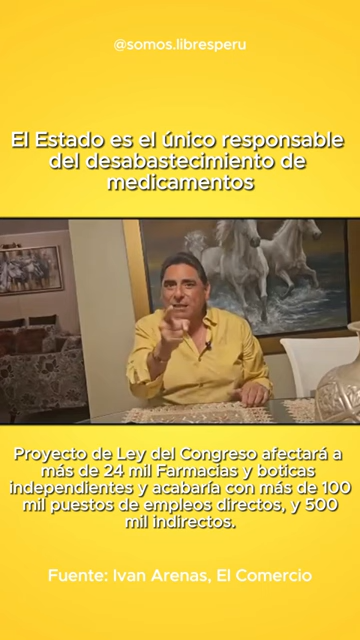 @somos.libresperu
El Estado es el único responsable
del desabastecimiento de
medicamentos
Proyecto de Ley del Congreso afectará a
más de 24 mil Farmacias y boticas
independientes y acabaría con más de 100
mil puestos de empleos directos, y 500
mil indirectos.
Fuente: Ivan Arenas, El Comercio